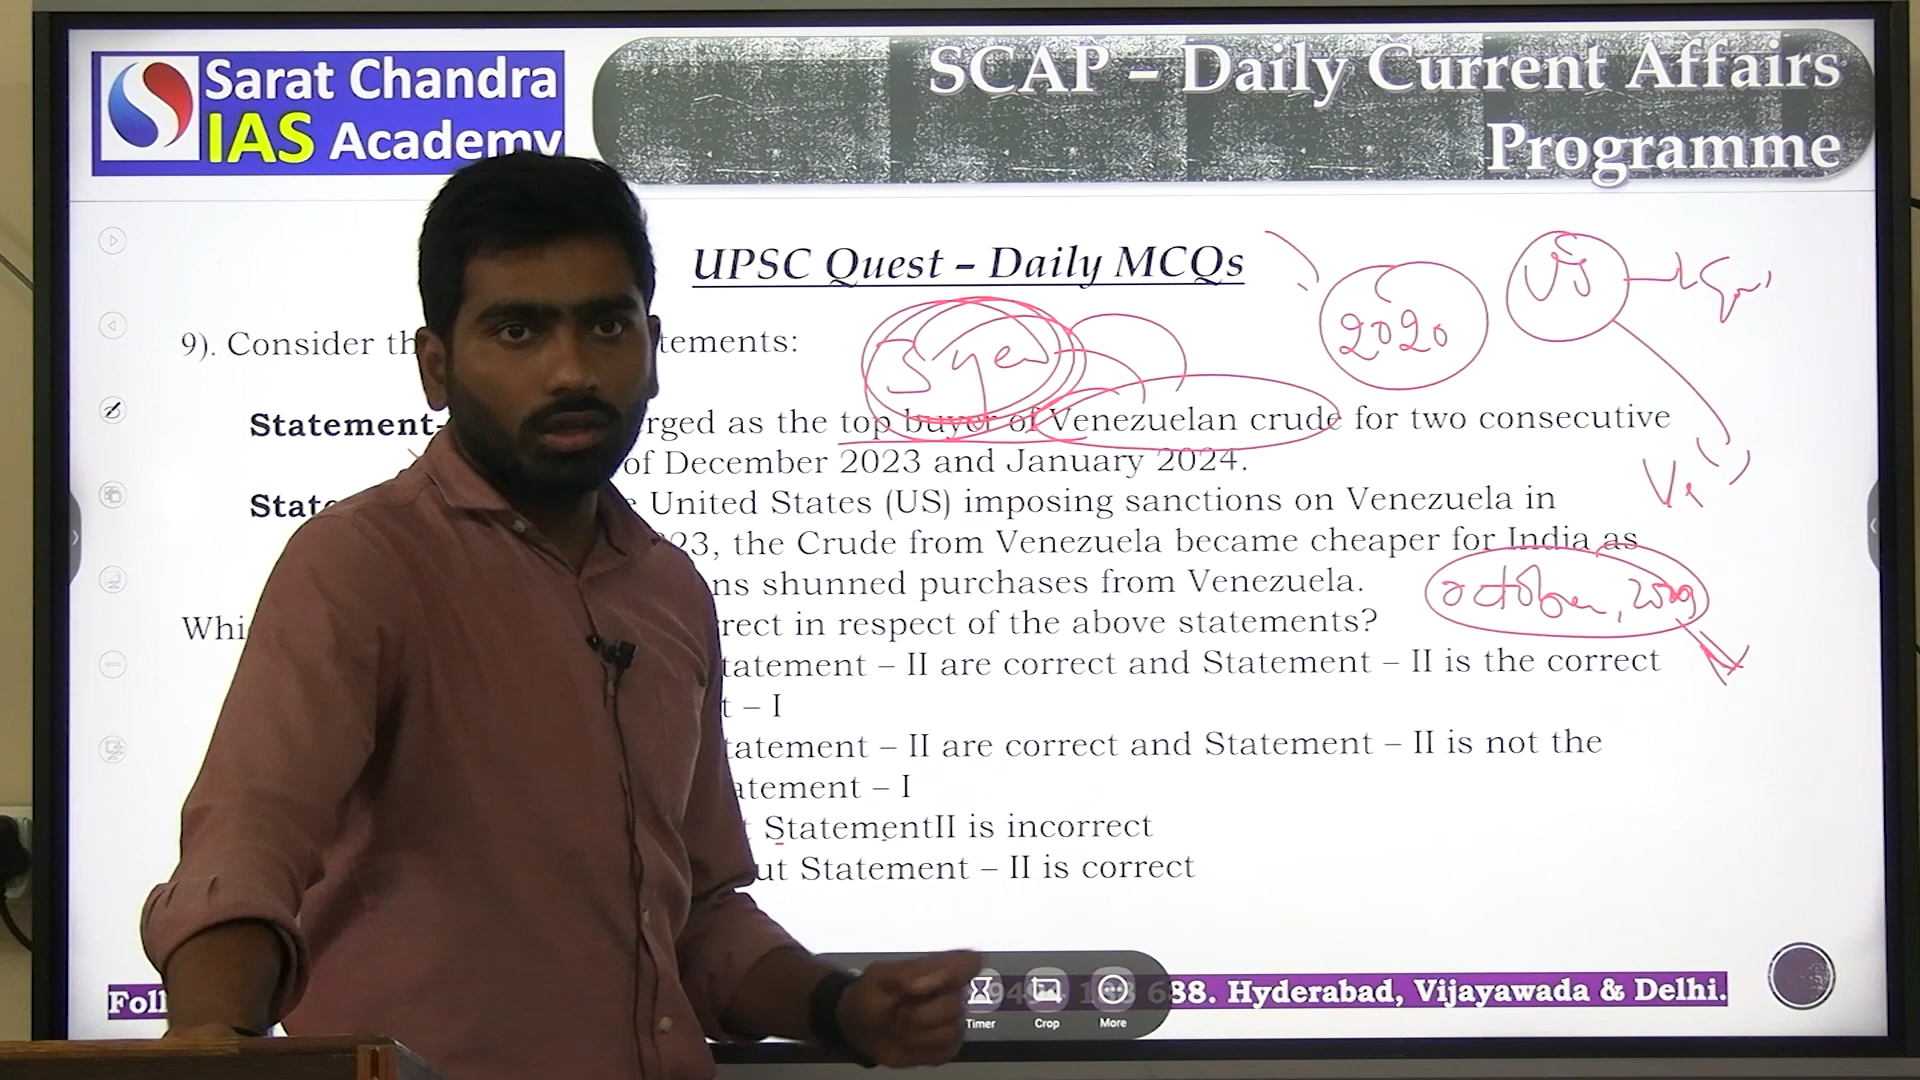 Sarat Chandra
IAS Academy
SCAP – Daily Current Affairs
Programme
UPSC Quest – Daily MCQs
9). Consider th tements:
Statement- rged as the top buyer of Venezuelan crude for two consecutive
of December 2023 and January 2024.
State United States (US) imposing sanctions on Venezuela in
23, the Crude from Venezuela became cheaper for India as
ns shunned purchases from Venezuela.
Whi rect in respect of the above statements?
tatement – II are correct and Statement – II is the correct
t – I
tatement – II are correct and Statement – II is not the
atement – I
t StatementII is incorrect
ut Statement – II is correct
3 year
2020
US
october, 2023
Foll 88. Hyderabad, Vijayawada & Delhi.
Timer Crop More